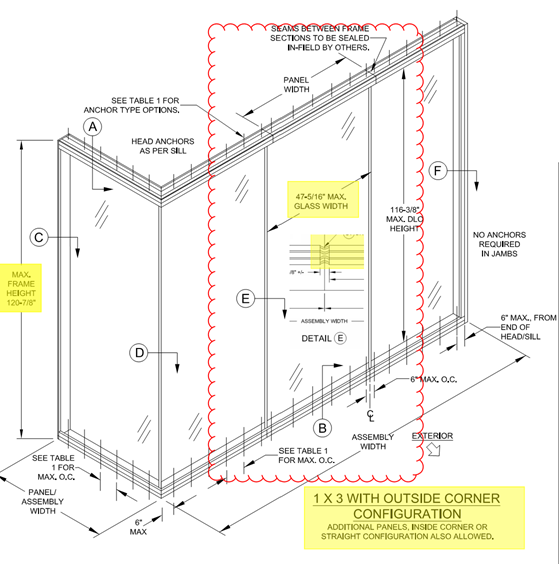 SEAMS BETWEEN FRAME
SECTIONS TO BE SEALED
IN-FIELD BY OTHERS.
PANEL
WIDTH
SEE TABLE 1 FOR
ANCHOR TYPE OPTIONS.
A
HEAD ANCHORS
AS PER SILL
F
47-5/16" MAX.
GLASS WIDTH
116-3/8"
MAX. DLO
HEIGHT
C
NO ANCHORS
REQUIRED
IN JAMBS
MAX.
FRAME
HEIGHT
120-7/8"
E
ASSEMBLY WIDTH
DETAIL E
6" MAX., FROM
END OF
HEAD/SILL
D
6" MAX. O.C.
B
CL
ASSEMBLY
WIDTH
EXTERIOR
SEE TABLE
1 FOR
MAX. O.C.
SEE TABLE 1
FOR MAX. O.C.
PANEL/
ASSEMBLY
WIDTH
6"
MAX
1 X 3 WITH OUTSIDE CORNER
CONFIGURATION
ADDITIONAL PANELS, INSIDE CORNER OR
STRAIGHT CONFIGURATION ALSO ALLOWED.